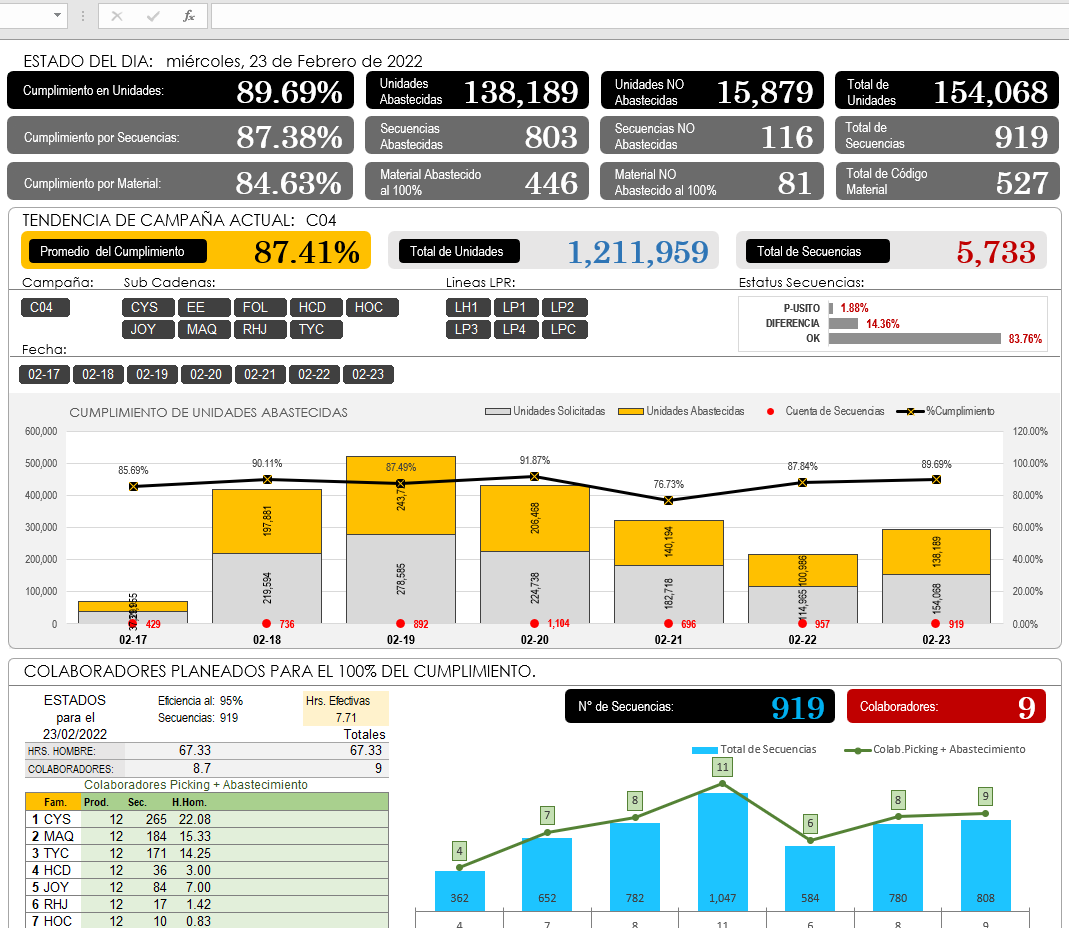 fx
ESTADO DEL DIA: miércoles, 23 de Febrero de 2022
Cumplimiento en Unidades: 89.69%
Unidades Abastecidas 138,189
Unidades NO Abastecidas 15,879
Total de Unidades 154,068
Cumplimiento por Secuencias: 87.38%
Secuencias Abastecidas 803
Secuencias NO Abastecidas 116
Total de Secuencias 919
Cumplimiento por Material: 84.63%
Material Abastecido al 100% 446
Material NO Abastecido al 100% 81
Total de Código Material 527
TENDENCIA DE CAMPAÑA ACTUAL: C04
Promedio del Cumplimiento 87.41%
Total de Unidades 1,211,959
Total de Secuencias 5,733
Campaña: Sub Cadenas: Lineas LPR: Estatus Secuencias:
C04 CYS EE FOL HCD HOC LH1 LP1 LP2
JOY MAQ RHJ TYC LP3 LP4 LPC
P-USITO 1.88%
DIFERENCIA 14.36%
OK 83.76%
Fecha:
02-17 02-18 02-19 02-20 02-21 02-22 02-23
CUMPLIMIENTO DE UNIDADES ABASTECIDAS
Unidades Solicitadas Unidades Abastecidas Cuenta de Secuencias %Cumplimiento
600,000 120.00%
500,000 100.00%
400,000 80.00%
300,000 60.00%
200,000 40.00%
100,000 20.00%
0 0.00%
85.69% 90.11% 87.49% 91.87% 76.73% 87.84% 89.69%
197,881 206,468 140,194 100,986 138,189
219,594 278,585 224,738 182,718 114,965 154,068
429 736 892 1,104 696 957 919
02-17 02-18 02-19 02-20 02-21 02-22 02-23
COLABORADORES PLANEADOS PARA EL 100% DEL CUMPLIMIENTO.
ESTADOS para el 23/02/2022
Eficiencia al: 95%
Secuencias: 919
Hrs. Efectivas
7.71
Totales
HRS. HOMBRE: 67.33 67.33
COLABORADORES: 8.7 9
Colaboradores Picking + Abastecimiento
Fam. Prod. Sec. H.Hom.
1 CYS 12 265 22.08
2 MAQ 12 184 15.33
3 TYC 12 171 14.25
4 HCD 12 36 3.00
5 JOY 12 84 7.00
6 RHJ 12 17 1.42
7 HOC 12 10 0.83
N° de Secuencias: 919
Colaboradores: 9
Total de Secuencias Colab.Picking + Abastecimiento
4 7 8 11 6 8 9
362 652 782 1,047 584 780 808
4 7 8 11 6 8 9